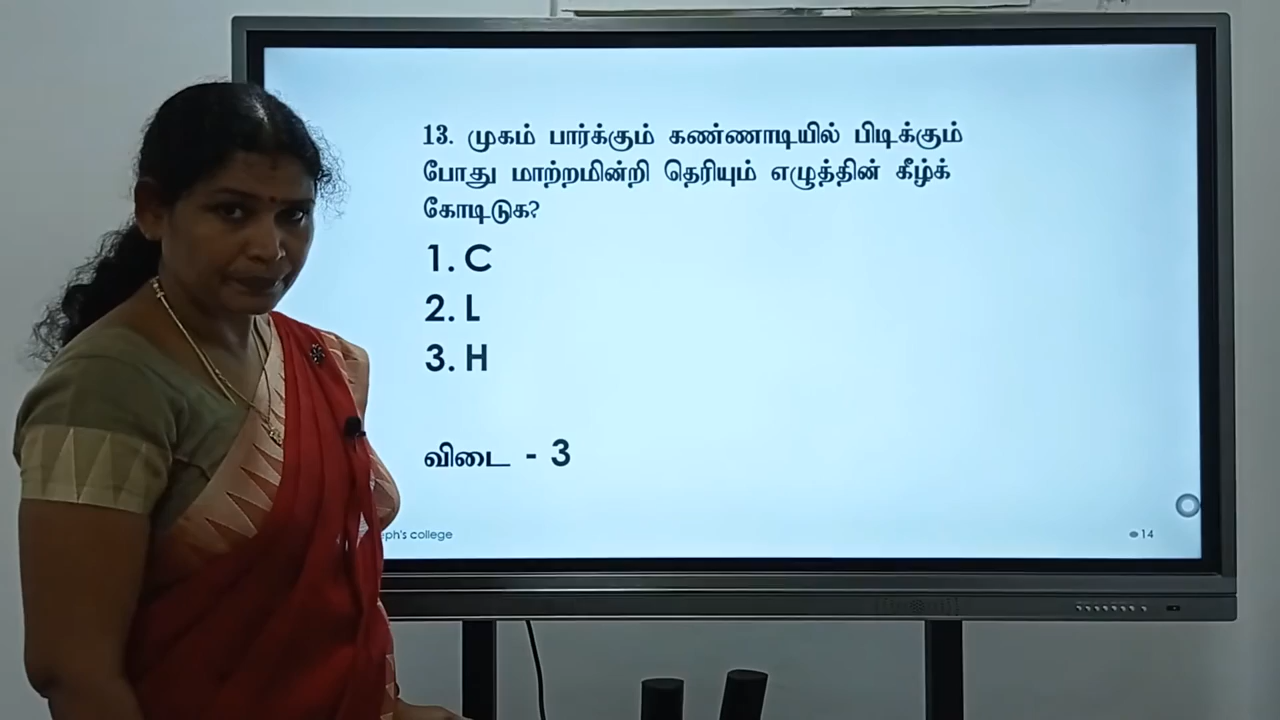 13. முகம் பார்க்கும் கண்ணாடியில் பிடிக்கும்
போது மாற்றமின்றி தெரியும் எழுத்தின் கீழ்க்
கோடிடுக?
1. C
2. L
3. H
விடை - 3
eph's college
14